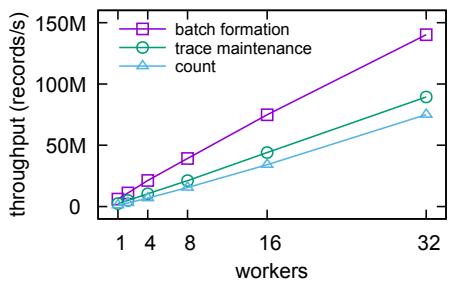 throughput (records/s)
150M
100M
50M
0
batch formation
trace maintenance
count
1 4 8 16 32
workers